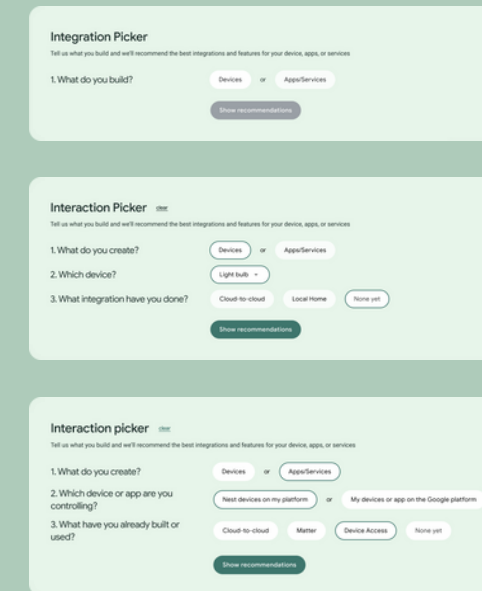 Integration Picker
Tell us what you build and we'll recommend the best integrations and features for your device, apps, or services
1. What do you build? Devices or Apps/Services
Show recommendations
Interaction Picker clear
Tell us what you build and we'll recommend the best integrations and features for your device, apps, or services
1. What do you create? Devices or Apps/Services
2. Which device? Light bulb
3. What integration have you done? Cloud-to-cloud Local Home None yet
Show recommendations
Interaction picker clear
Tell us what you build and we'll recommend the best integrations and features for your device, apps, or services
1. What do you create? Devices or Apps/Services
2. Which device or app are you
controlling?
Nest devices on my platform or My devices or app on the Google platform
3. What have you already built or
used?
Cloud-to-cloud Matter Device Access None yet
Show recommendations